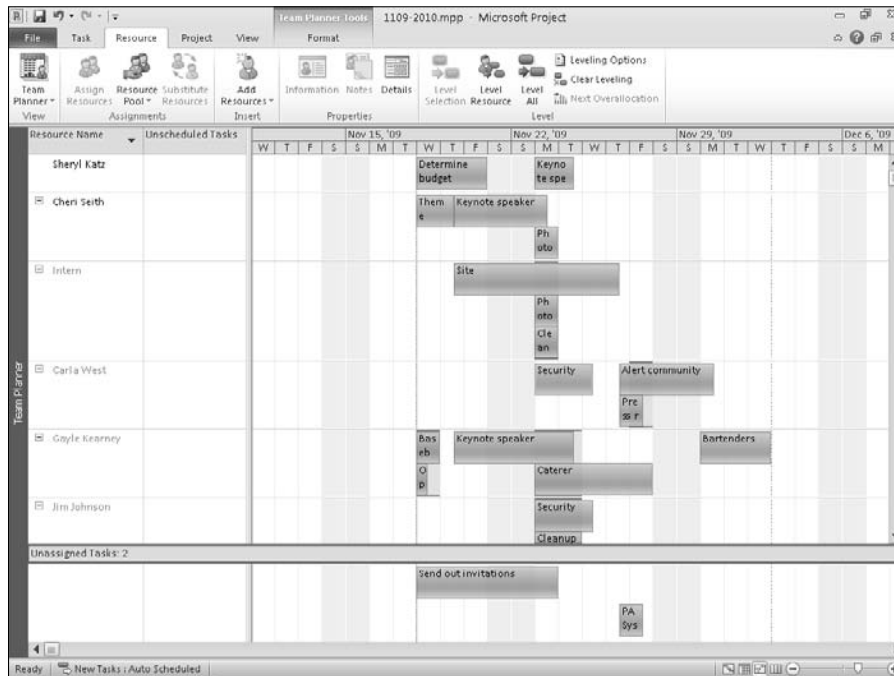 Team Planner Tools
1109-2010.mpp - Microsoft Project
File Task Resource Project View Format
Team Planner Assign Resources Resource Pool Substitute Resources Add Resources Information Notes Details Level Selection Level Resource Level All
Leveling Options
Clear Leveling
Next Overallocation
View Assignments Insert Properties Level
Resource Name Unscheduled Tasks
Nov 15, '09 Nov 22, '09 Nov 29, '09 Dec 6, '09
W T F S S M T W T F S S M T W T F S S M T W T F S S M
Sheryl Katz
Determine budget
Keyno te spe
Cheri Seith
Them e
Keynote speaker
Ph oto
Intern
Site
Ph oto
Cle an
Carla West
Security
Alert community
Pre ss r
Gayle Kearney
Bas eb
Keynote speaker
Bartenders
O p
Caterer
Jim Johnson
Security
Cleanup
Team Planner
Unassigned Tasks: 2
Send out invitations
PA Sys
Ready New Tasks : Auto Scheduled